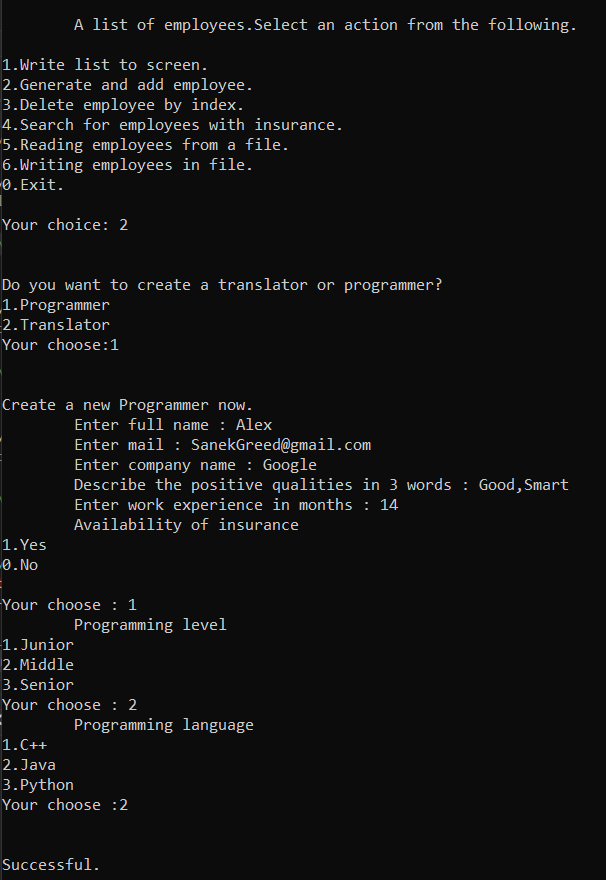 A list of employees.Select an action from the following.
1.Write list to screen.
2.Generate and add employee.
3.Delete employee by index.
4.Search for employees with insurance.
5.Reading employees from a file.
6.Writing employees in file.
0.Exit.
Your choice: 2
Do you want to create a translator or programmer?
1.Programmer
2.Translator
Your choose:1
Create a new Programmer now.
Enter full name : Alex
Enter mail : SanekGreed@gmail.com
Enter company name : Google
Describe the positive qualities in 3 words : Good,Smart
Enter work experience in months : 14
Availability of insurance
1.Yes
0.No
Your choose : 1
Programming level
1.Junior
2.Middle
3.Senior
Your choose : 2
Programming language
1.C++
2.Java
3.Python
Your choose :2
Successful.